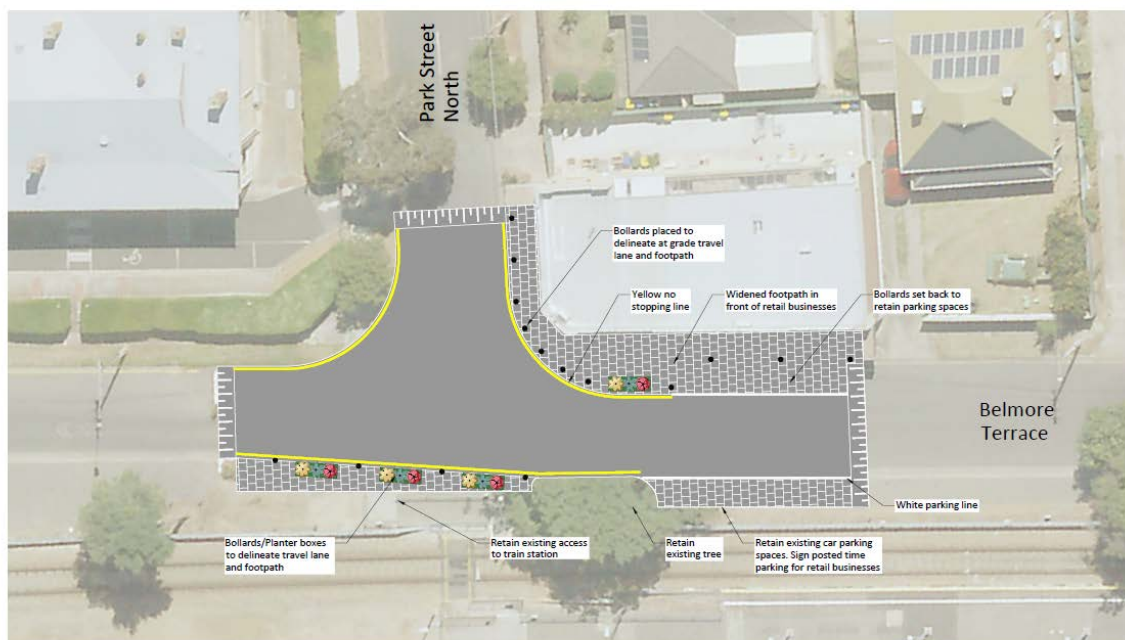 Park Street
North
Bollards placed to
delineate at grade travel
lane and footpath
Yellow no
stopping line
Widened footpath in
front of retail businesses
Bollards set back to
retain parking spaces
Belmore
Terrace
White parking line
Bollards/Planter boxes
to delineate travel lane
and footpath
Retain existing access
to train station
Retain
existing tree
Retain existing car parking
spaces. Sign posted time
parking for retail businesses